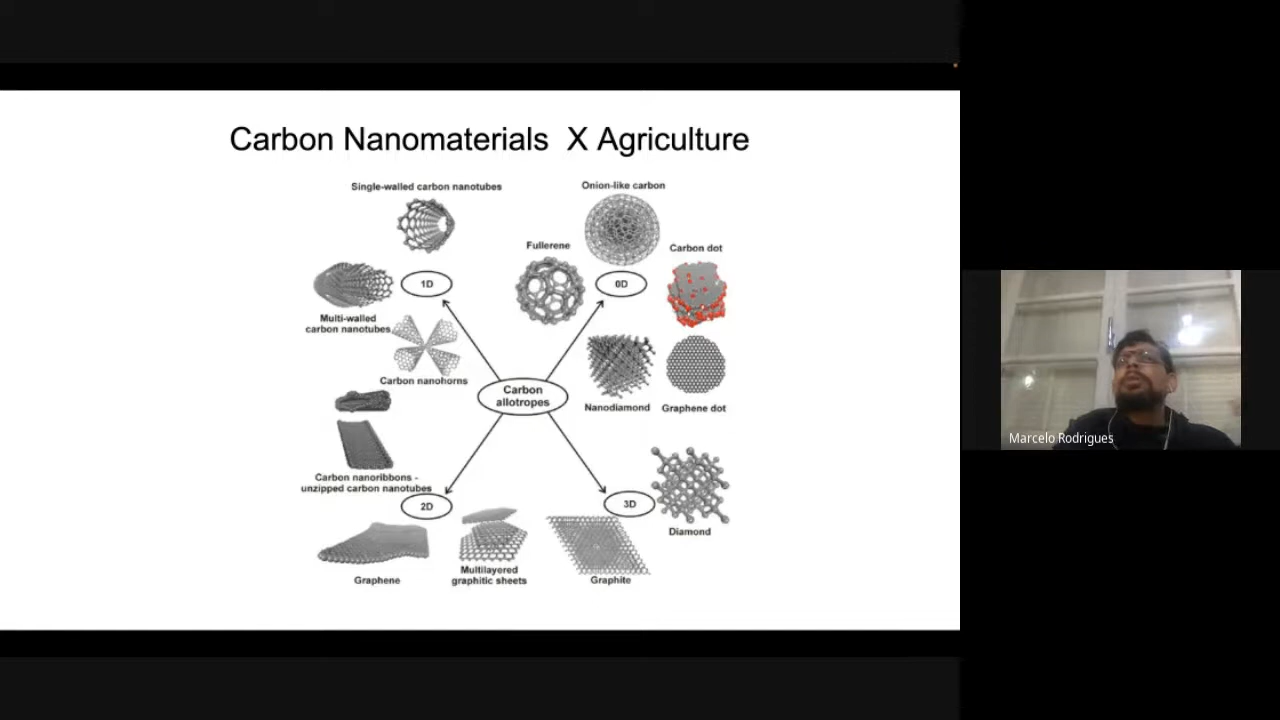 Carbon Nanomaterials X Agriculture
Single-walled carbon nanotubes
Onion-like carbon
Fullerene
Carbon dot
1D
0D
Multi-walled
carbon nanotubes
Carbon nanohorns
Carbon
allotropes
Nanodiamond
Graphene dot
Carbon nanoribbons -
unzipped carbon nanotubes
2D
3D
Diamond
Graphene
Multilayered
graphitic sheets
Graphite
Marcelo Rodrigues